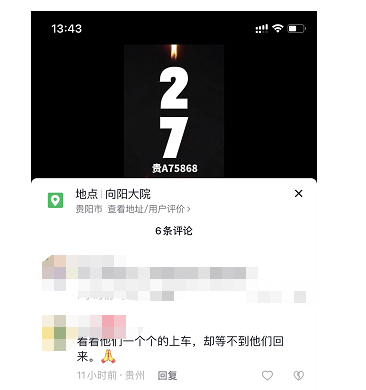 13:43
2
7
贵A75868
地点 | 向阳大院
贵阳市 查看地址/用户评价 >
6条评论
看看他们一个个的上车，却等不到他们回
来。🙏
11小时前 · 贵州 回复